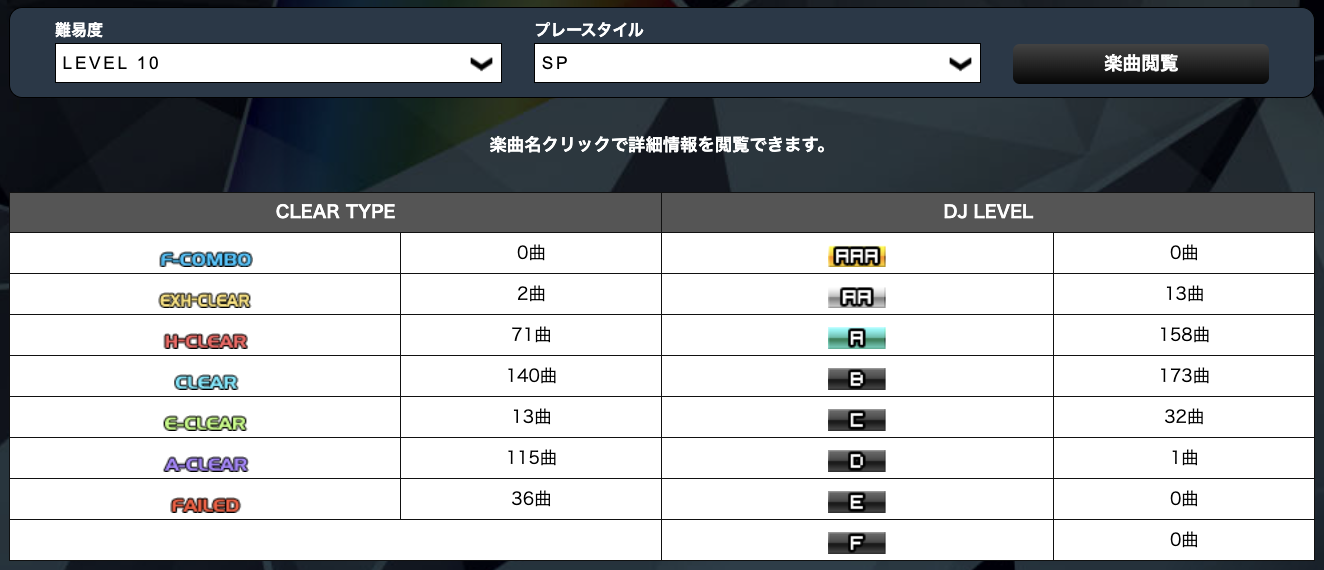 難易度 プレースタイル
LEVEL 10 SP 楽曲閲覧
楽曲名クリックで詳細情報を閲覧できます。
CLEAR TYPE DJ LEVEL
F-COMBO 0曲 AAA 0曲
EXH-CLEAR 2曲 AA 13曲
H-CLEAR 71曲 A 158曲
CLEAR 140曲 B 173曲
E-CLEAR 13曲 C 32曲
A-CLEAR 115曲 D 1曲
FAILED 36曲 E 0曲
F 0曲